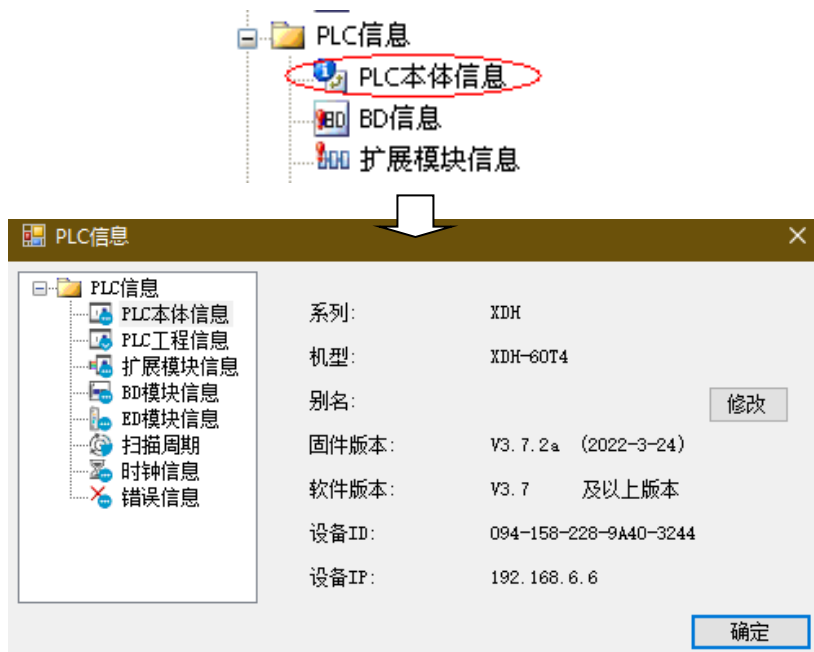 PLC信息
PLC本体信息
BD BD信息
扩展模块信息
PLC信息
PLC信息
PLC本体信息
PLC工程信息
扩展模块信息
BD模块信息
ED模块信息
扫描周期
时钟信息
错误信息
系列: XDH
机型: XDH-60T4
别名: 修改
固件版本: V3.7.2a (2022-3-24)
软件版本: V3.7 及以上版本
设备ID: 094-158-228-9A40-3244
设备IP: 192.168.6.6
确定